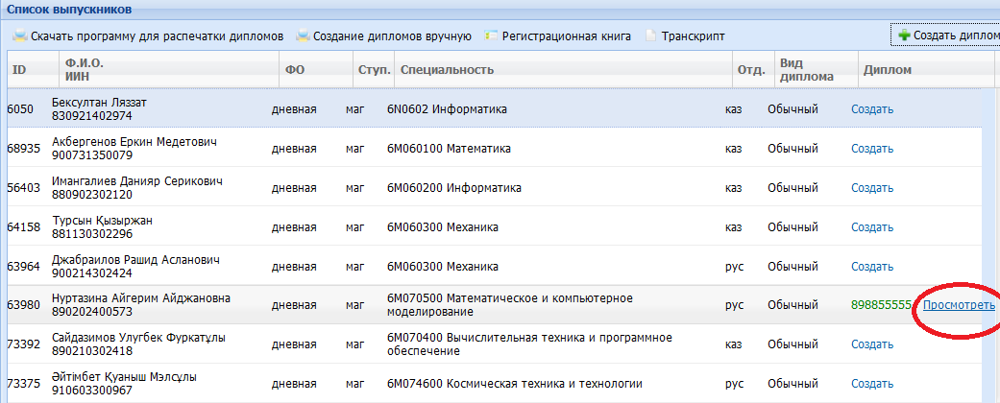 Список выпускников
Скачать программу для распечатки дипломов Создание дипломов вручную Регистрационная книга Транскрипт Создать диплом
ID Ф.И.О. ИИН ФО Ступ. Специальность Отд. Вид диплома Диплом
6050 Бексултан Ляззат 830921402974 дневная маг 6N0602 Информатика каз Обычный Создать
68935 Акбергенов Еркин Медетович 900731350079 дневная маг 6M060100 Математика каз Обычный Создать
56403 Имангалиев Данияр Серикович 880902302120 дневная маг 6M060200 Информатика каз Обычный Создать
64158 Турсын Қызыржан 881130302296 дневная маг 6M060300 Механика каз Обычный Создать
63964 Джабраилов Рашид Асланович 900214302424 дневная маг 6M060300 Механика рус Обычный Создать
63980 Нуртазина Айгерим Айджановна 890202400573 дневная маг 6M070500 Математическое и компьютерное моделирование рус Обычный 898855555 Просмотреть
73392 Сайдазимов Улугбек Фуркатұлы 890210302418 дневная маг 6M070400 Вычислительная техника и программное обеспечение каз Обычный Создать
73375 Әйтімбет Қуаныш Мэлсұлы 910603300967 дневная маг 6M074600 Космическая техника и технологии рус Обычный Создать